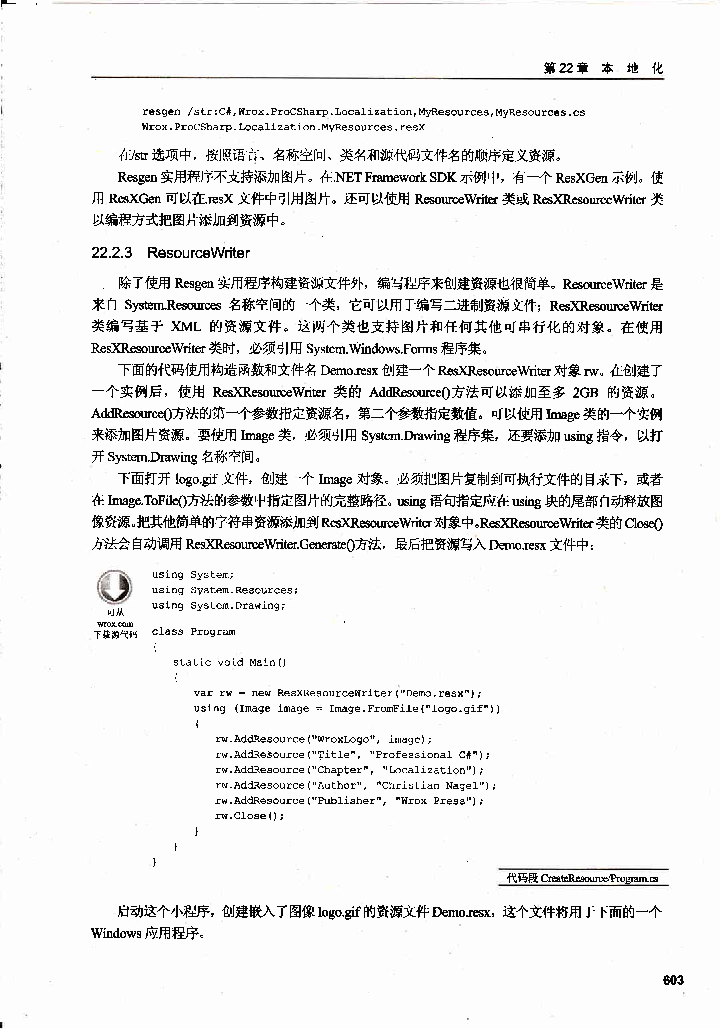 第22章 本 地 化
resgen /str:C#,Wrox.ProCSharp.Localization,MyResources,MyResources.cs
Wrox.ProCSharp.Localization.MyResources.resX
在/str 选项中，按照语言、名称空间、类名和源代码文件名的顺序定义资源。
Resgen 实用程序不支持添加图片。在.NET Framework SDK 示例中，有一个 ResXGen 示例。使
用 ResXGen 可以在.resX 文件中引用图片。还可以使用 ResourceWriter 类或 ResXResourceWriter 类
以编程方式把图片添加到资源中。
22.2.3 ResourceWriter
除了使用 Resgen 实用程序构建资源文件外，编写程序来创建资源也很简单。ResourceWriter 是
来自 System.Resources 名称空间的一个类，它可以用于编写二进制资源文件；ResXResourceWriter
类编写基于 XML 的资源文件。这两个类也支持图片和任何其他可串行化的对象。在使用
ResXResourceWriter 类时，必须引用 System.Windows.Forms 程序集。
下面的代码使用构造函数和文件名 Demo.resx 创建一个 ResXResourceWriter 对象 rw。在创建了
一个实例后，使用 ResXResourceWriter 类的 AddResource()方法可以添加至多 2GB 的资源。
AddResource()方法的第一个参数指定资源名，第二个参数指定数值。可以使用 Image 类的一个实例
来添加图片资源。要使用 Image 类，必须引用 System.Drawing 程序集，还要添加 using 指令，以打
开 System.Drawing 名称空间。
下面打开 logo.gif 文件，创建一个 Image 对象。必须把图片复制到可执行文件的目录下，或者
在 Image.ToFile()方法的参数中指定图片的完整路径。using 语句指定应在 using 块的尾部自动释放图
像资源。把其他简单的字符串资源添加到 ResXResourceWriter 对象中。ResXResourceWriter 类的 Close()
方法会自动调用 ResXResourceWriter.Generate()方法，最后把资源写入 Demo.resx 文件中：
可从
wrox.com
下载源代码
using System;
using System.Resources;
using System.Drawing;
class Program
{
static void Main()
{
var rw = new ResXResourceWriter("Demo.resx");
using (Image image = Image.FromFile("logo.gif"))
{
rw.AddResource("WroxLogo", image);
rw.AddResource("Title", "Professional C#");
rw.AddResource("Chapter", "Localization");
rw.AddResource("Author", "Christian Nagel");
rw.AddResource("Publisher", "Wrox Press");
rw.Close();
}
}
}
代码段 CreateResource/Program.cs
启动这个小程序，创建嵌入了图像 logo.gif 的资源文件 Demo.resx，这个文件将用于下面的一个
Windows 应用程序。
603